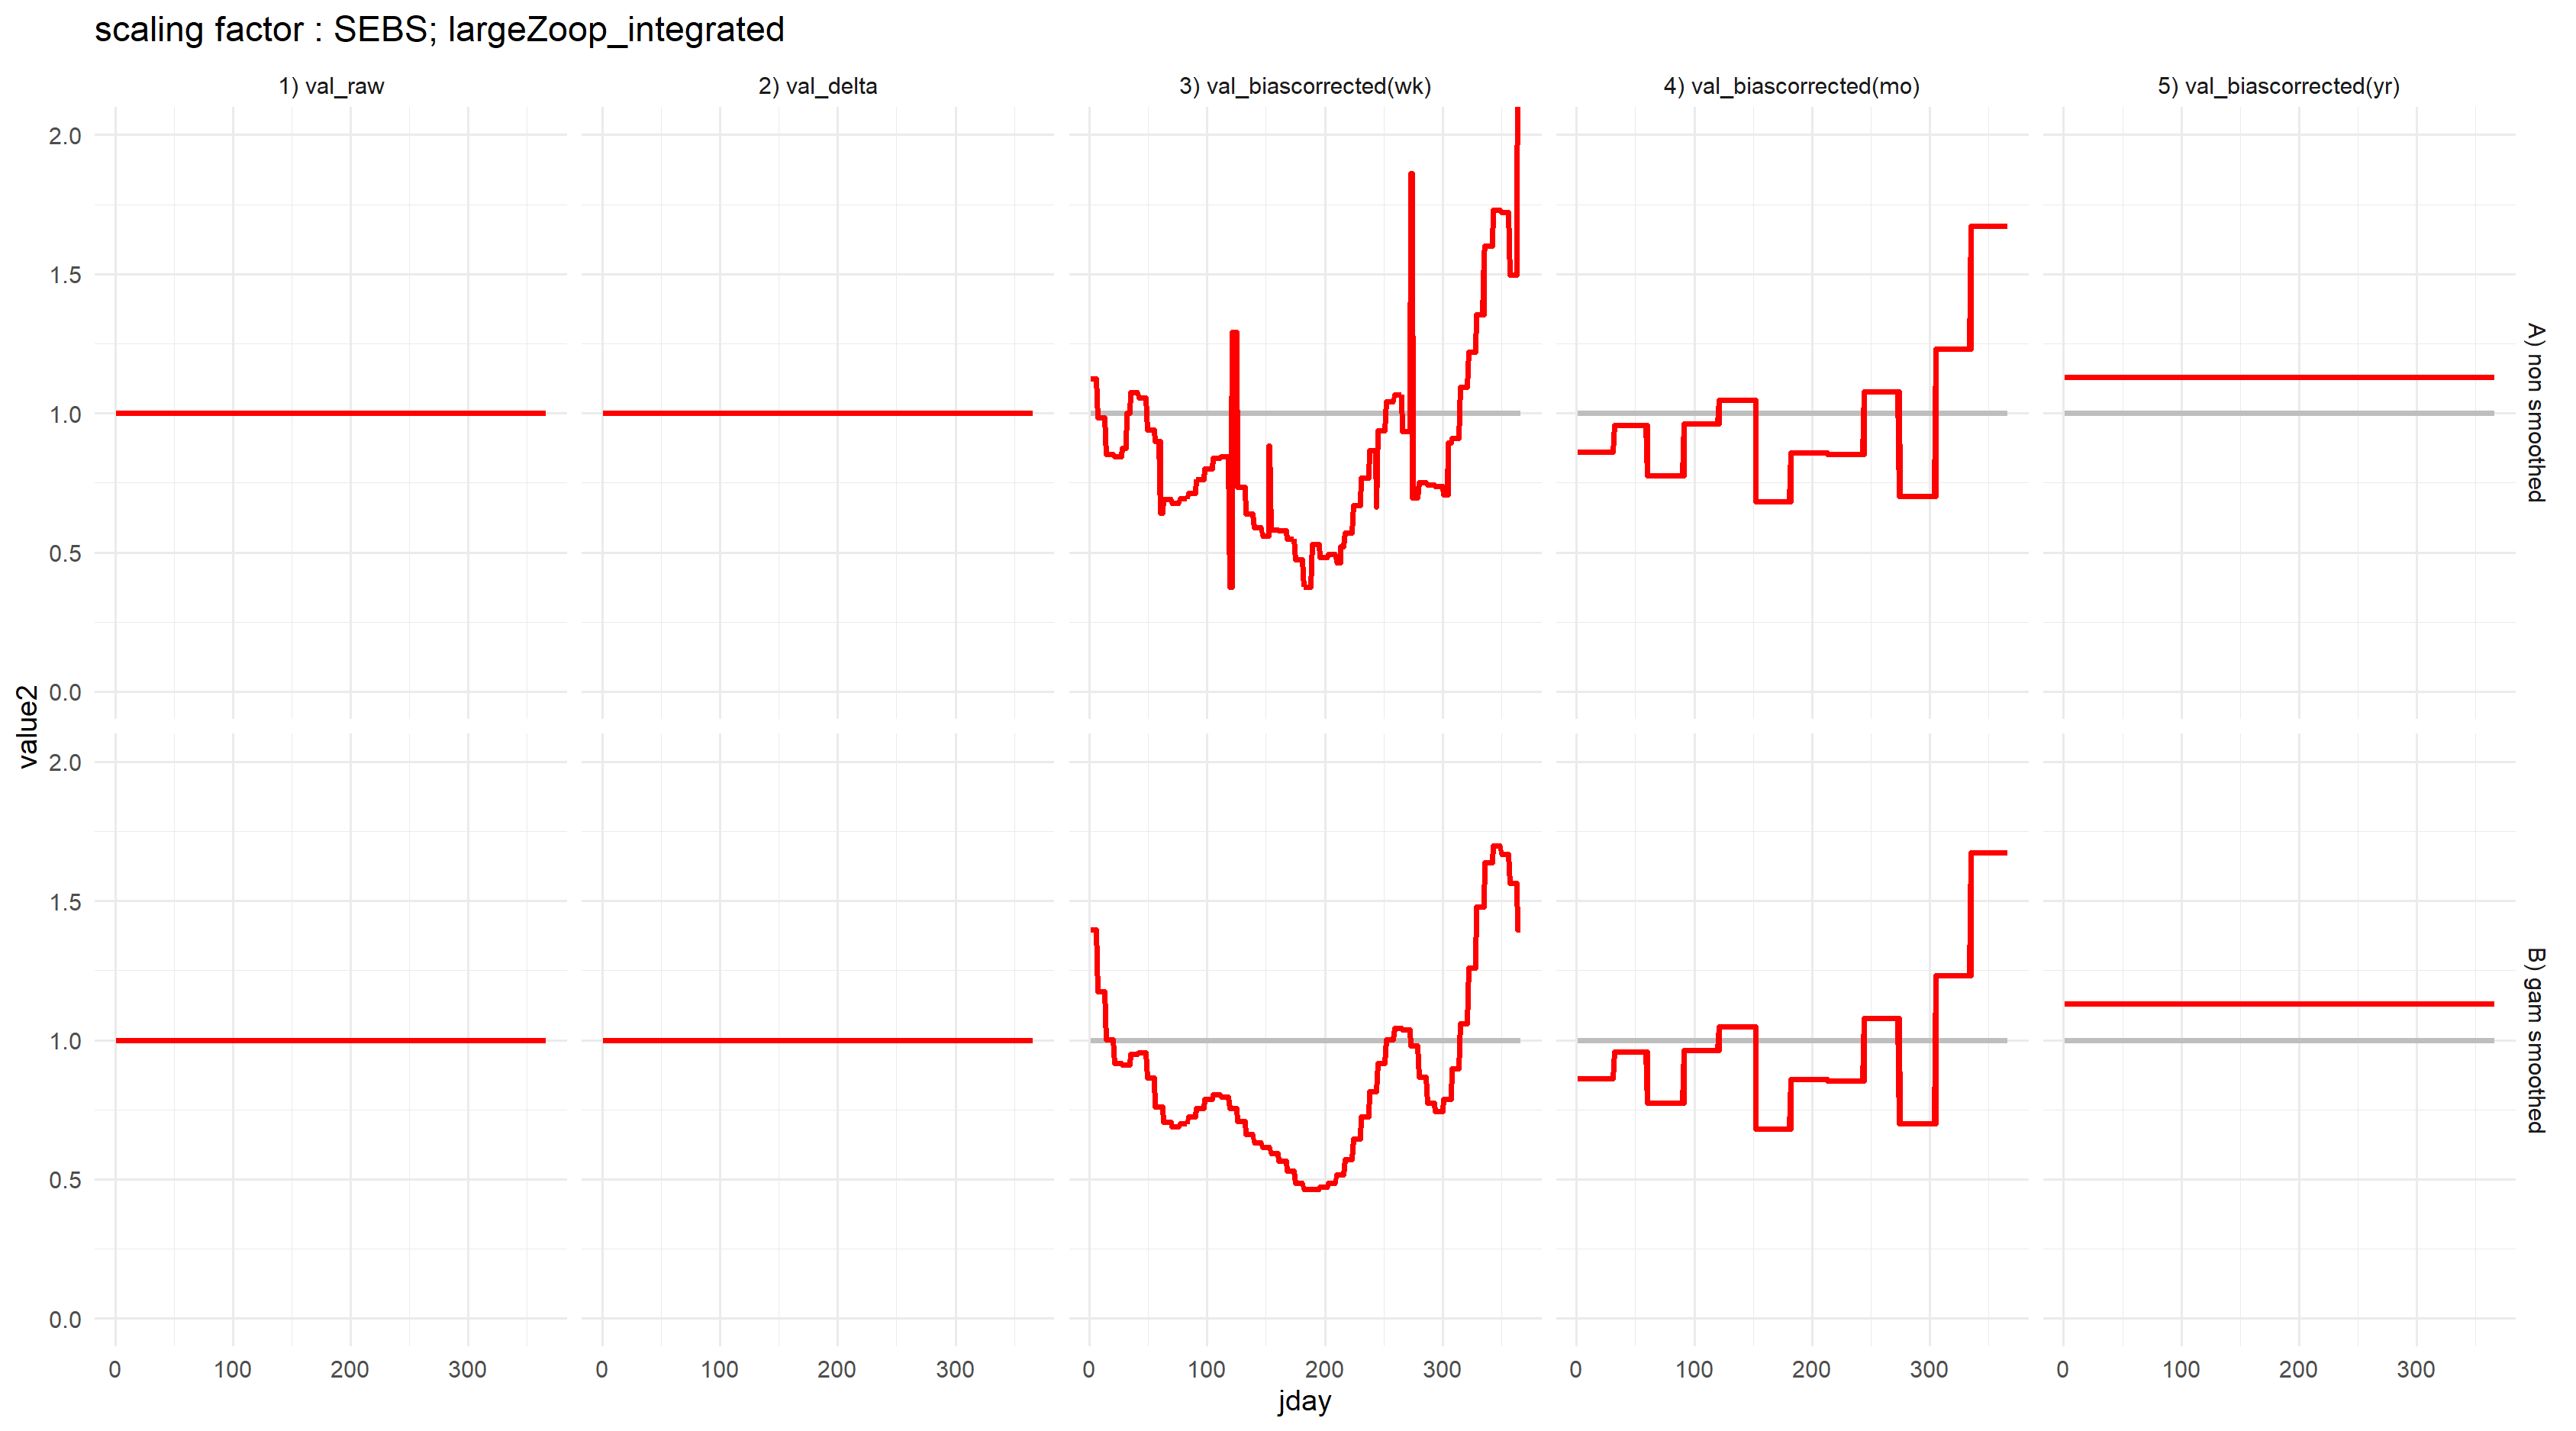 scaling factor : SEBS; largeZoop_integrated
1) val_raw
2) val_delta
3) val_biascorrected(wk)
4) val_biascorrected(mo)
5) val_biascorrected(yr)
2.0
1.5
1.0
0.5
0.0
A) non smoothed
value2
2.0
1.5
1.0
0.5
0.0
B) gam smoothed
0 100 200 300
0 100 200 300
0 100 200 300
0 100 200 300
0 100 200 300
jday